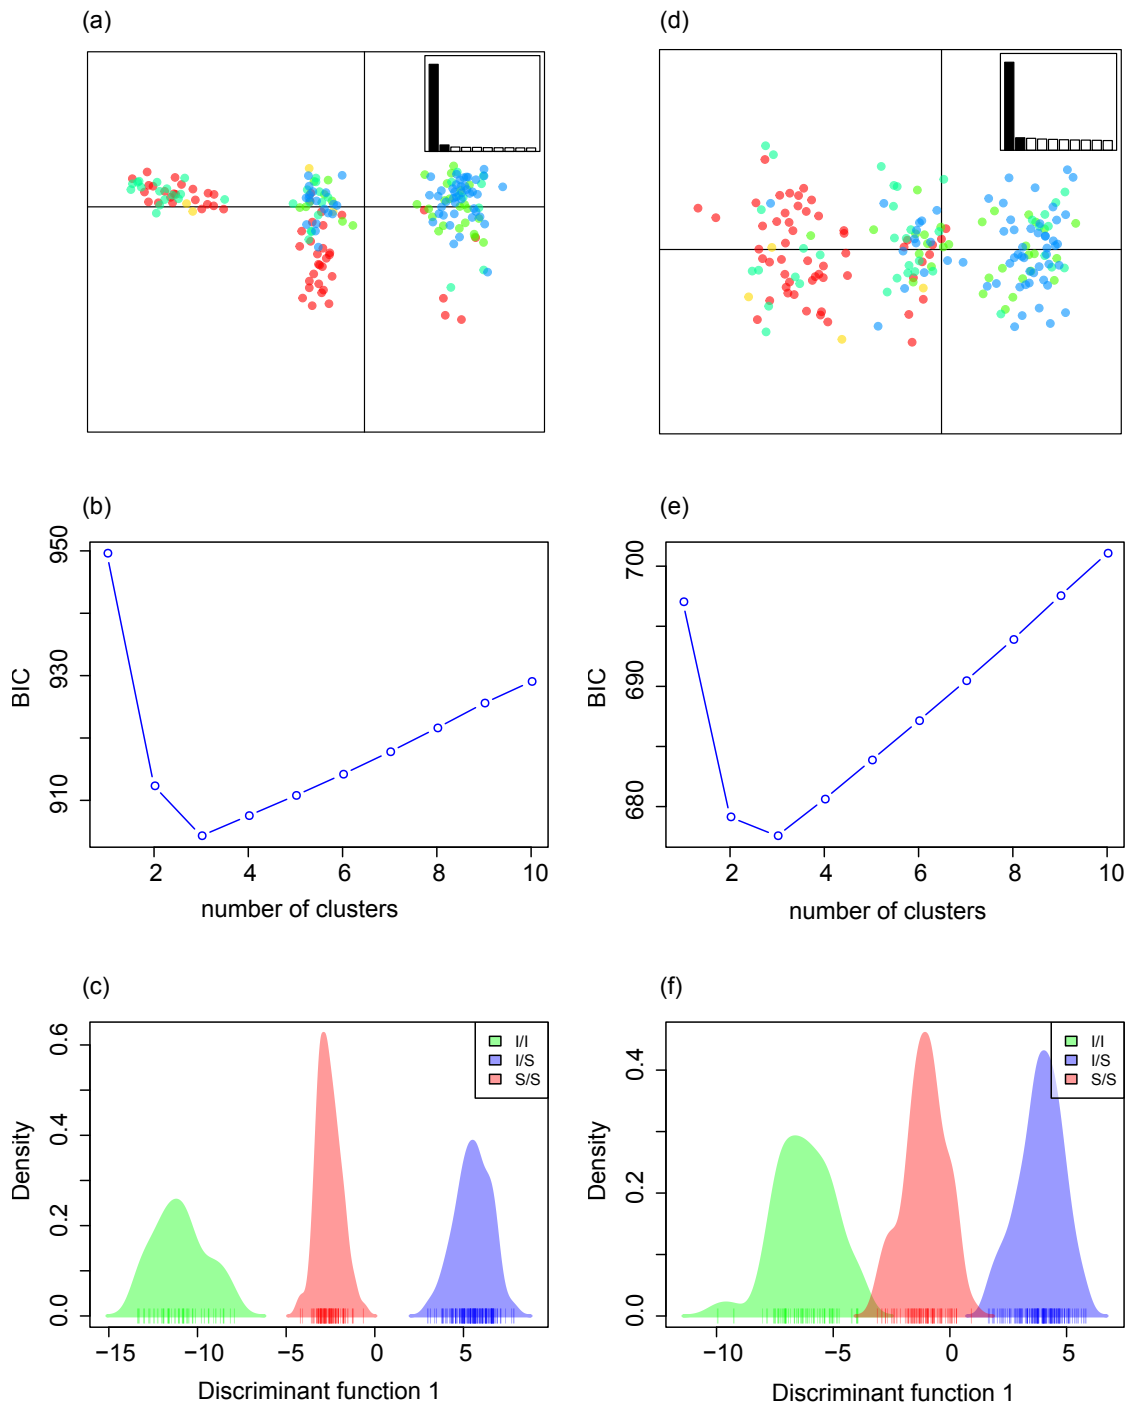 (a)
(d)
(b)
950
930
910
BIC
2
4
6
8
10
number of clusters
(e)
700
690
680
BIC
2
4
6
8
10
number of clusters
(c)
I/I
I/S
S/S
0.6
0.4
0.2
0.0
Density
−15
−10
−5
0
5
Discriminant function 1
(f)
I/I
I/S
S/S
0.4
0.2
0.0
Density
−10
−5
0
5
Discriminant function 1